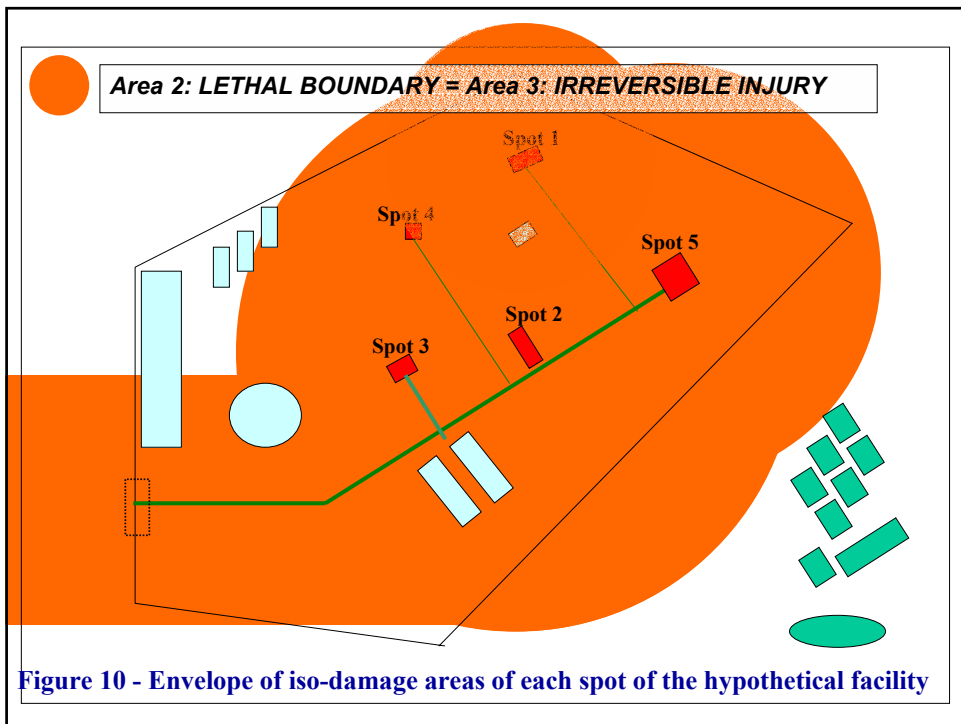 Area 2: LETHAL BOUNDARY = Area 3: IRREVERSIBLE INJURY
Spot 1
Spot 4
Spot 5
Spot 2
Spot 3
Figure 10 - Envelope of iso-damage areas of each spot of the hypothetical facility